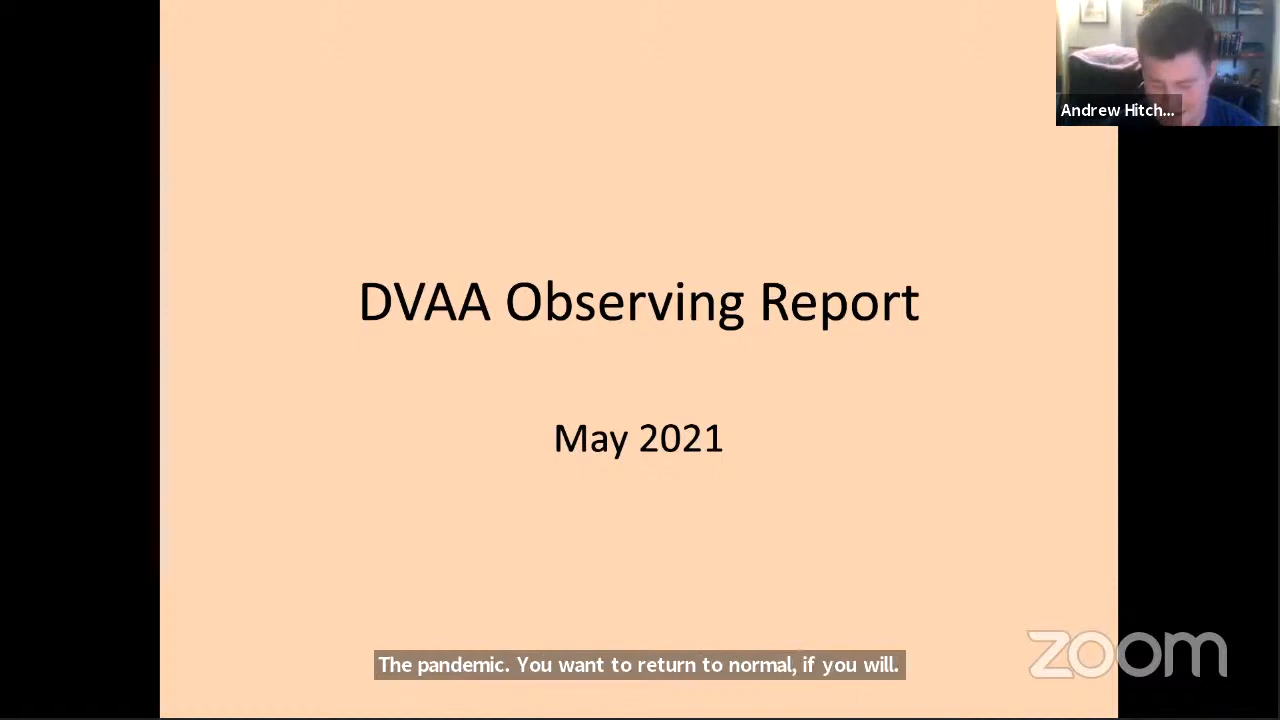 Andrew Hitch...
DVAA Observing Report
May 2021
The pandemic. You want to return to normal, if you will.
zoom